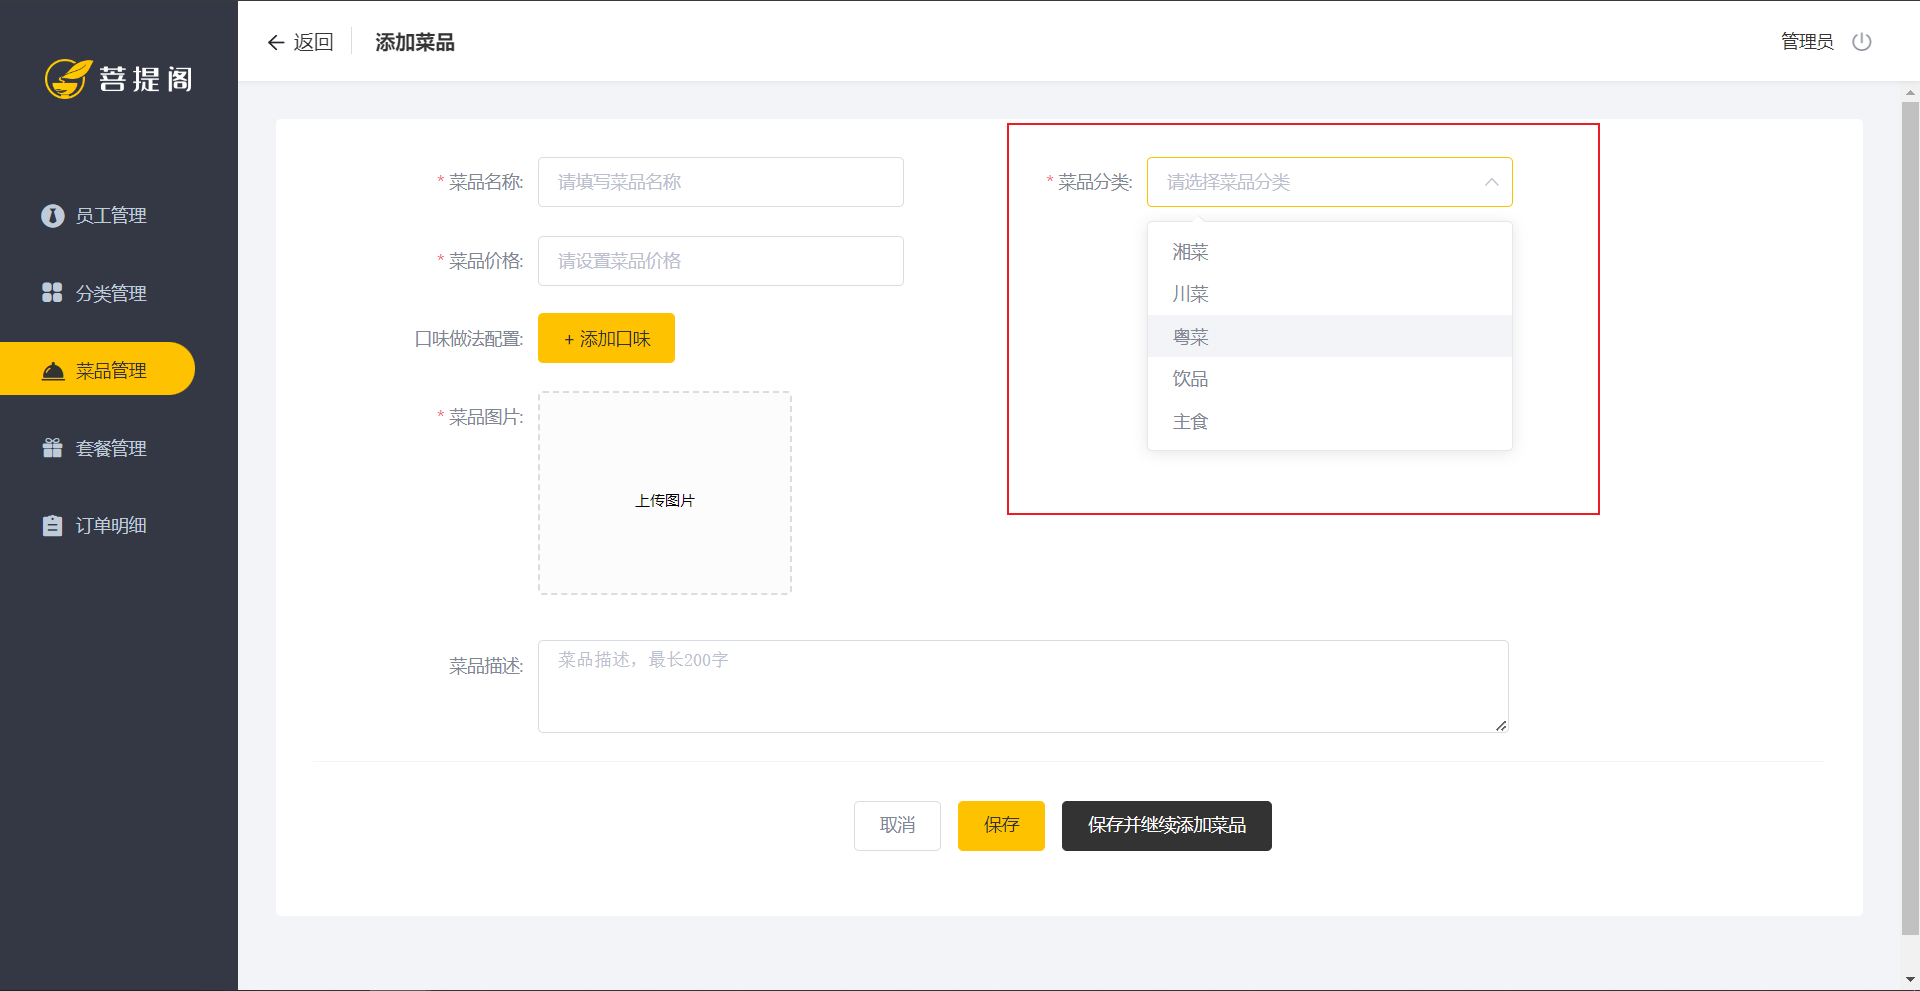 菩提阁
返回
添加菜品
管理员
员工管理
分类管理
菜品管理
套餐管理
订单明细
* 菜品名称:
请填写菜品名称
* 菜品分类:
请选择菜品分类
湘菜
川菜
粤菜
饮品
主食
* 菜品价格:
请设置菜品价格
口味做法配置:
+ 添加口味
* 菜品图片:
上传图片
菜品描述:
菜品描述，最长200字
取消
保存
保存并继续添加菜品